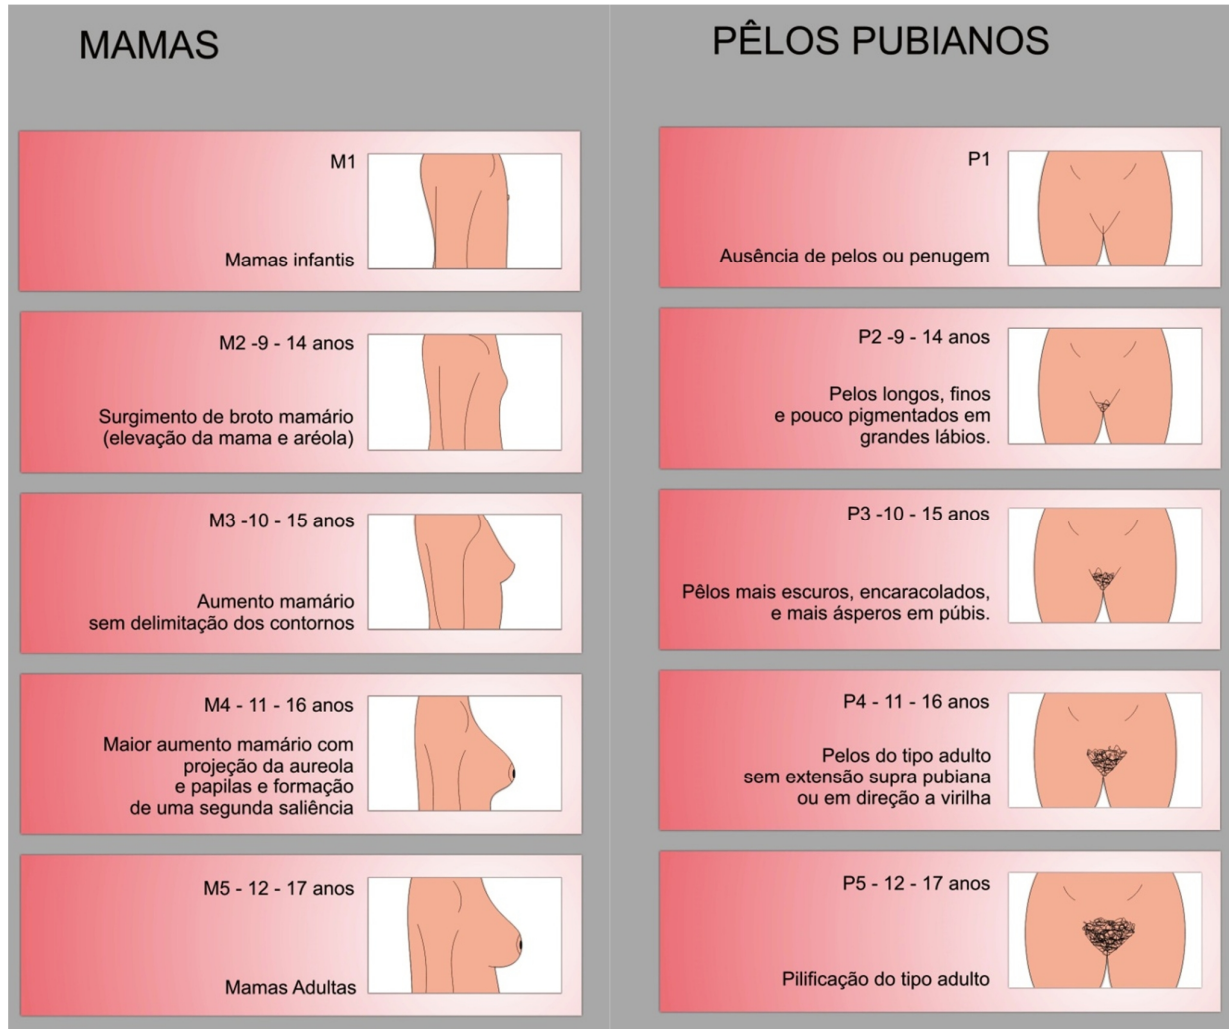 MAMAS
M1
Mamas infantis
M2 -9 - 14 anos
Surgimento de broto mamário
(elevação da mama e aréola)
M3 -10 - 15 anos
Aumento mamário
sem delimitação dos contornos
M4 - 11 - 16 anos
Maior aumento mamário com
projeção da aureola
e papilas e formação
de uma segunda saliência
M5 - 12 - 17 anos
Mamas Adultas
PÊLOS PUBIANOS
P1
Ausência de pelos ou penugem
P2 -9 - 14 anos
Pelos longos, finos
e pouco pigmentados em
grandes lábios.
P3 -10 - 15 anos
Pêlos mais escuros, encaracolados,
e mais ásperos em púbis.
P4 - 11 - 16 anos
Pelos do tipo adulto
sem extensão supra pubiana
ou em direção a virilha
P5 - 12 - 17 anos
Pilificação do tipo adulto